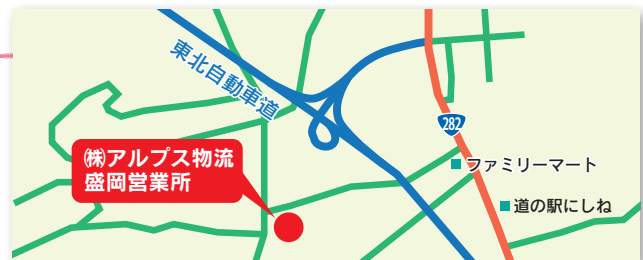 東北自動車道
282
㈱アルプス物流
盛岡営業所
ファミリーマート
道の駅にしね